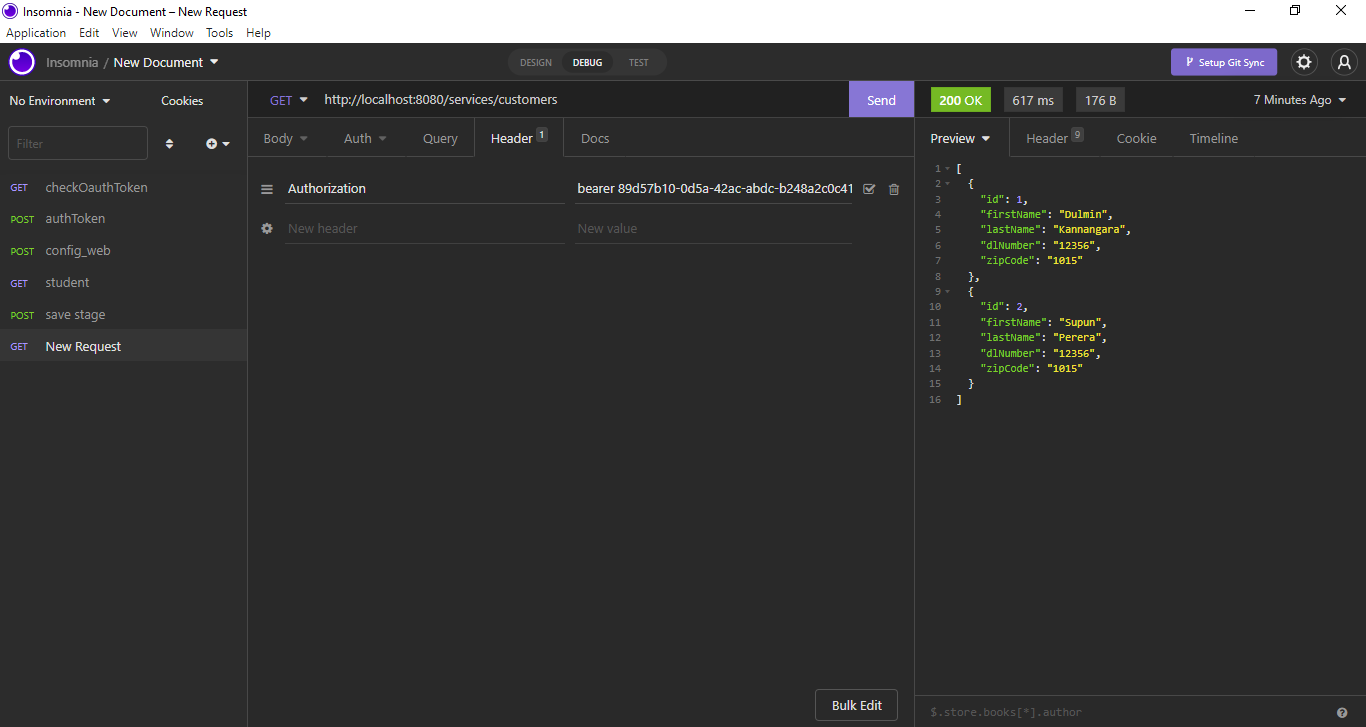 Insomnia - New Document – New Request
Application Edit View Window Tools Help
Insomnia / New Document
DESIGN DEBUG TEST
Setup Git Sync
No Environment Cookies
GET http://localhost:8080/services/customers Send
200 OK 617 ms 176 B 7 Minutes Ago
Filter
Body Auth Query Header 1 Docs
Preview Header 9 Cookie Timeline
GET checkOauthToken
POST authToken
POST config_web
GET student
POST save stage
GET New Request
Authorization bearer 89d57b10-0d5a-42ac-abdc-b248a2c0c41
New header New value
Bulk Edit
1 [
2 {
3 "id": 1,
4 "firstName": "Dulmin",
5 "lastName": "Kannangara",
6 "dlNumber": "12356",
7 "zipCode": "1015"
8 },
9 {
10 "id": 2,
11 "firstName": "Supun",
12 "lastName": "Perera",
13 "dlNumber": "12356",
14 "zipCode": "1015"
15 }
16 ]
$.store.books[*].author